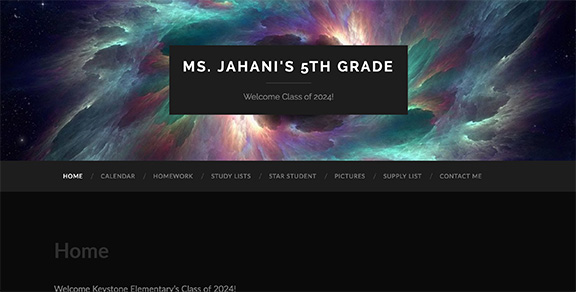 MS. JAHANI'S 5TH GRADE
Welcome Class of 2024!
HOME / CALENDAR / HOMEWORK / STUDY LISTS / STAR STUDENT / PICTURES / SUPPLY LIST / CONTACT ME
Home
Welcome Keystone Elementary's Class of 2024!